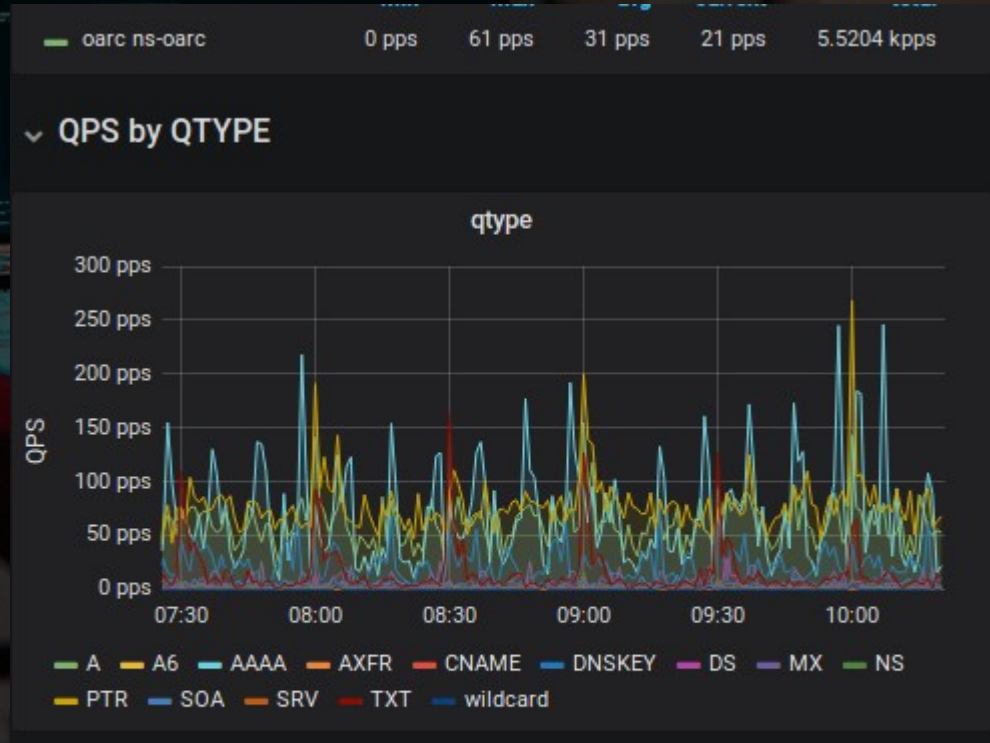 oarc ns-oarc 0 pps 61 pps 31 pps 21 pps 5.5204 kpps
QPS by QTYPE
qtype
300 pps
250 pps
200 pps
150 pps
100 pps
50 pps
0 pps
QPS
07:30 08:00 08:30 09:00 09:30 10:00
A A6 AAAA AXFR CNAME DNSKEY DS MX NS
PTR SOA SRV TXT wildcard